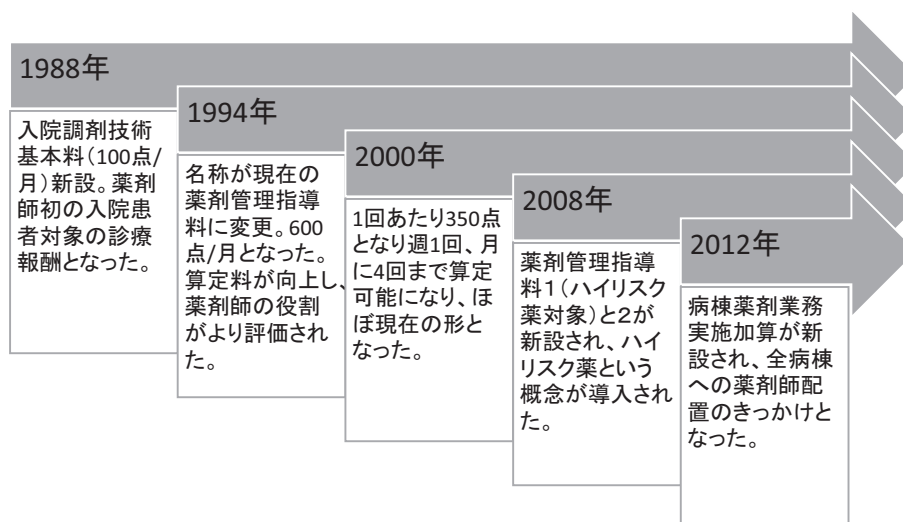 1988年
入院調剤技術
基本料(100点/
月)新設。薬剤
師初の入院患
者対象の診療
報酬となった。
1994年
名称が現在の
薬剤管理指導
料に変更。600
点/月となった。
算定料が向上し、
薬剤師の役割
がより評価され
た。
2000年
1回あたり350点
となり週1回、月
に4回まで算定
可能になり、ほ
ぼ現在の形と
なった。
2008年
薬剤管理指導
料1(ハイリスク
薬対象)と2が
新設され、ハイ
リスク薬という
概念が導入され
た。
2012年
病棟薬剤業務
実施加算が新
設され、全病棟
への薬剤師配
置のきっかけと
なった。